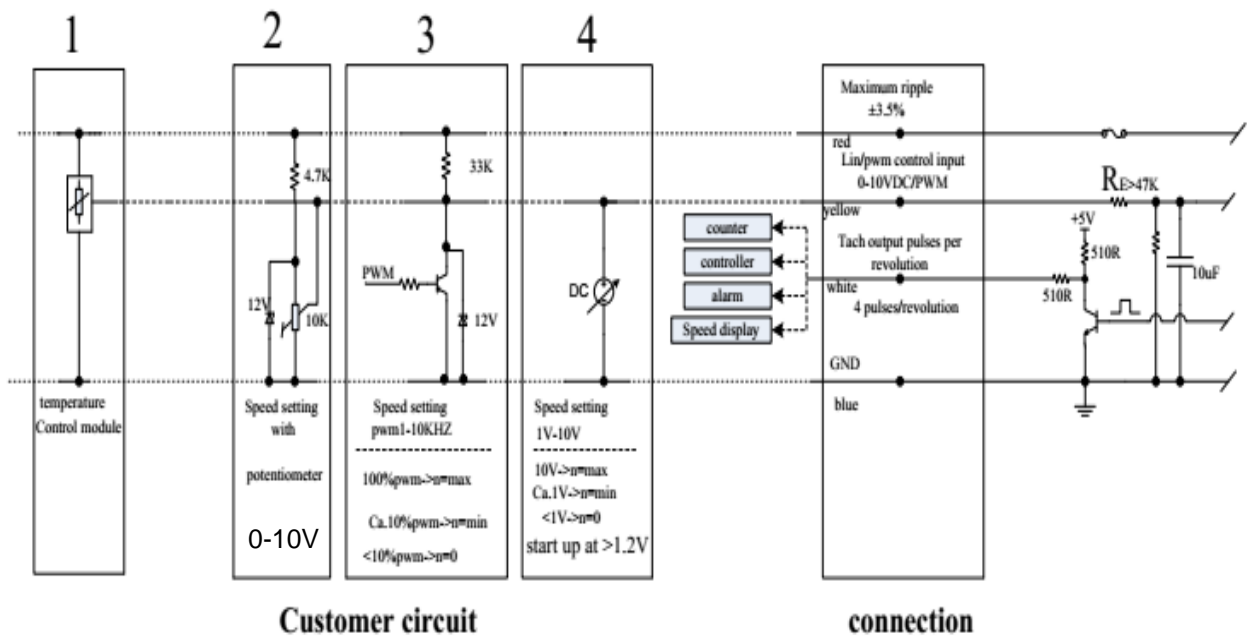 1
2
3
4
Maximum ripple
±3.5%
red
4.7K
33K
Lin/pwm control input
0-10VDC/PWM
RE>47K
yellow
+5V
counter
controller
alarm
Speed display
Tach output pulses per
revolution
510R
10uF
white
510R
4 pulses/revolution
PWM
DC
12V
10K
12V
GND
blue
temperature
Control module
Speed setting
with
potentiometer
0-10V
Speed setting
pwm1-10KHZ
100%pwm->n=max
Ca.10%pwm->n=min
<10%pwm->n=0
Speed setting
1V-10V
10V->n=max
Ca.1V->n=min
<1V->n=0
start up at >1.2V
Customer circuit
connection